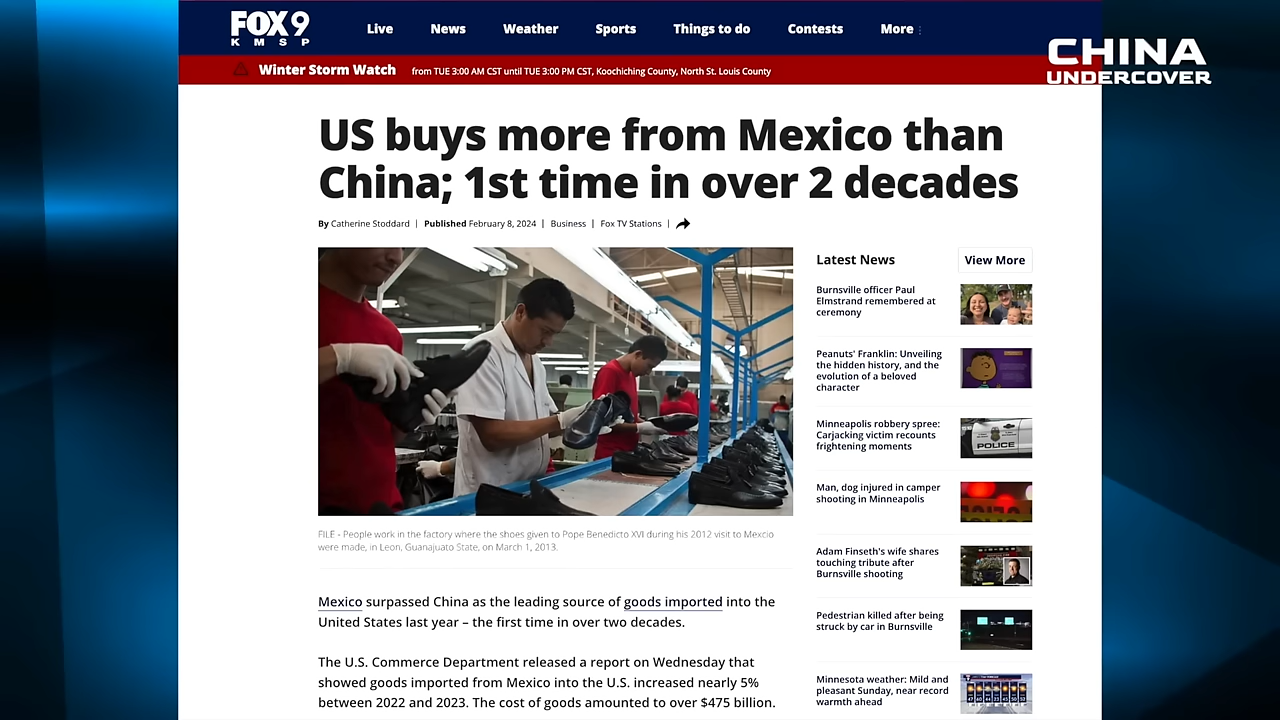 FOX 9
KMSP
Live News Weather Sports Things to do Contests More
CHINA
UNDERCOVER
Winter Storm Watch from TUE 3:00 AM CST until TUE 3:00 PM CST, Koochiching County, North St. Louis County
US buys more from Mexico than
China; 1st time in over 2 decades
By Catherine Stoddard | Published February 8, 2024 | Business | Fox TV Stations |
FILE - People work in the factory where the shoes given to Pope Benedicto XVI during his 2012 visit to Mexcio
were made, in Leon, Guanajuato State, on March 1, 2013.
Mexico surpassed China as the leading source of goods imported into the
United States last year – the first time in over two decades.
The U.S. Commerce Department released a report on Wednesday that
showed goods imported from Mexico into the U.S. increased nearly 5%
between 2022 and 2023. The cost of goods amounted to over $475 billion.
Latest News
View More
Burnsville officer Paul
Elmstrand remembered at
ceremony
Peanuts' Franklin: Unveiling
the hidden history, and the
evolution of a beloved
character
Minneapolis robbery spree:
Carjacking victim recounts
frightening moments
POLICE
Man, dog injured in camper
shooting in Minneapolis
Adam Finseth's wife shares
touching tribute after
Burnsville shooting
Pedestrian killed after being
struck by car in Burnsville
Minnesota weather: Mild and
pleasant Sunday, near record
warmth ahead